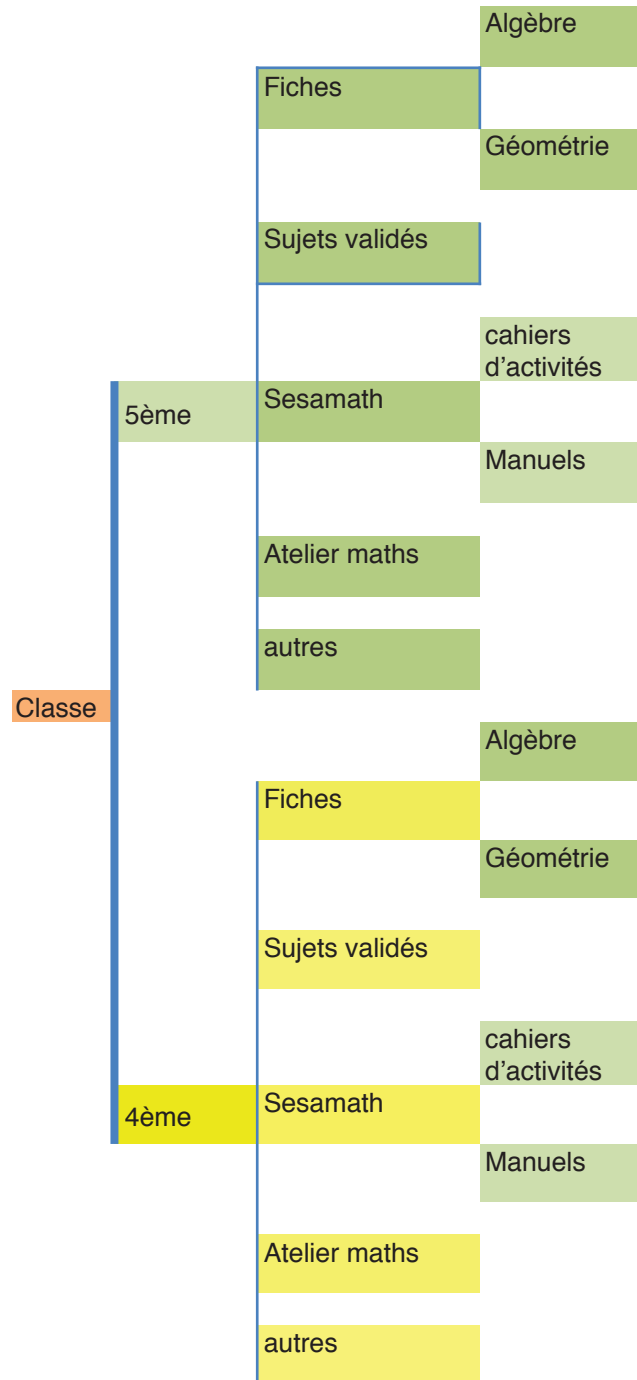 Algèbre
Fiches
Géométrie
Sujets validés
cahiers
d'activités
5ème
Sesamath
Manuels
Atelier maths
autres
Classe
Algèbre
Fiches
Géométrie
Sujets validés
cahiers
d'activités
4ème
Sesamath
Manuels
Atelier maths
autres